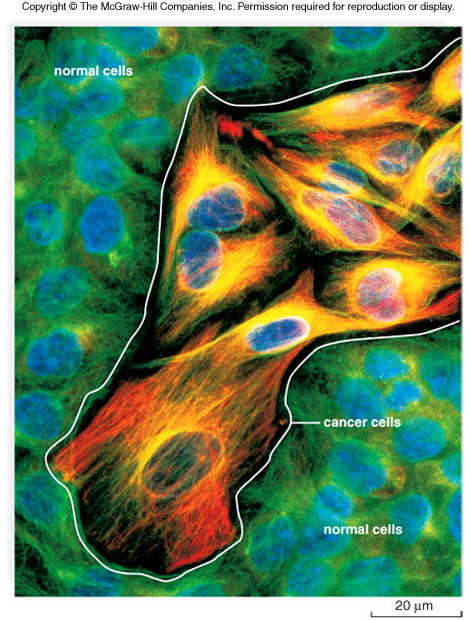 Copyright © The McGraw-Hill Companies, Inc. Permission required for reproduction or display.
normal cells
cancer cells
normal cells
20 μm